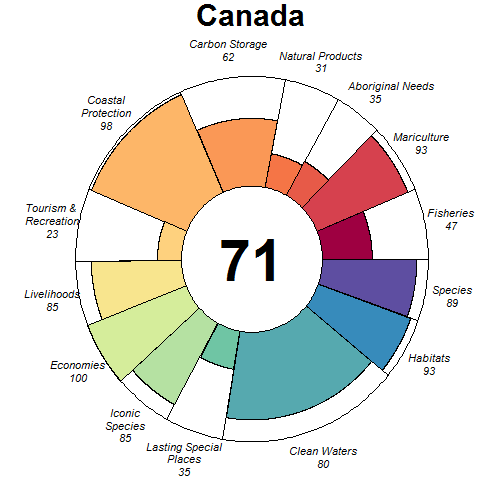 Canada
Carbon Storage
62
Natural Products
31
Aboriginal Needs
35
Mariculture
93
Fisheries
47
Species
89
Habitats
93
Clean Waters
80
Lasting Special
Places
35
Iconic
Species
85
Economies
100
Livelihoods
85
Tourism &
Recreation
23
Coastal
Protection
98
71